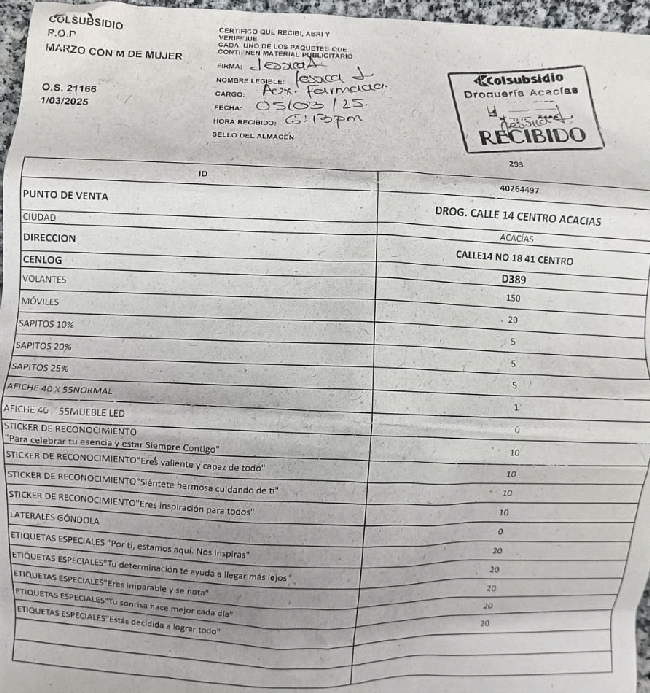 COLSUBSIDIO
P.O.P
MARZO CON M DE MUJER
O.S. 21166
1/03/2025
CERTIFICO QUE RECIBI, ABRI Y
VERIFIQUE
CADA UNO DE LOS PAQUETES QUE
CONTIENEN MATERIAL PUBLICITARIO
FIRMA: Jessica
NOMBRE LEGIBLE: Jessica L
CARGO: Aux. farmacia.
FECHA: 05/03/25
HORA RECIBIDO: 6:13pm
SELLO DEL ALMACEN
Colsubsidio
Droguería Acacías
RECIBIDO
293
ID 40264497
PUNTO DE VENTA DROG. CALLE 14 CENTRO ACACIAS
CIUDAD ACACÍAS
DIRECCION CALLE14 NO 18 41 CENTRO
CENLOG D389
VOLANTES 150
MÓVILES 20
SAPITOS 10% 5
SAPITOS 20% 5
SAPITOS 25% 5
AFICHE 40 X 55NORMAL 1
AFICHE 40 55MUEBLE LED 0
STICKER DE RECONOCIMIENTO
"Para celebrar tu esencia y estar Siempre Contigo" 10
STICKER DE RECONOCIMIENTO"Eres valiente y capaz de todo" 10
STICKER DE RECONOCIMIENTO"Siéntete hermosa cuidando de ti" 10
STICKER DE RECONOCIMIENTO"Eres inspiración para todos" 10
LATERALES GÓNDOLA 0
ETIQUETAS ESPECIALES "Por ti, estamos aquí. Nos inspiras" 20
ETIQUETAS ESPECIALES"Tu determinación te ayuda a llegar más lejos" 20
ETIQUETAS ESPECIALES"Eres imparable y se nota" 20
ETIQUETAS ESPECIALES"Tu sonrisa hace mejor cada día" 20
ETIQUETAS ESPECIALES"Estás decidida a lograr todo" 20